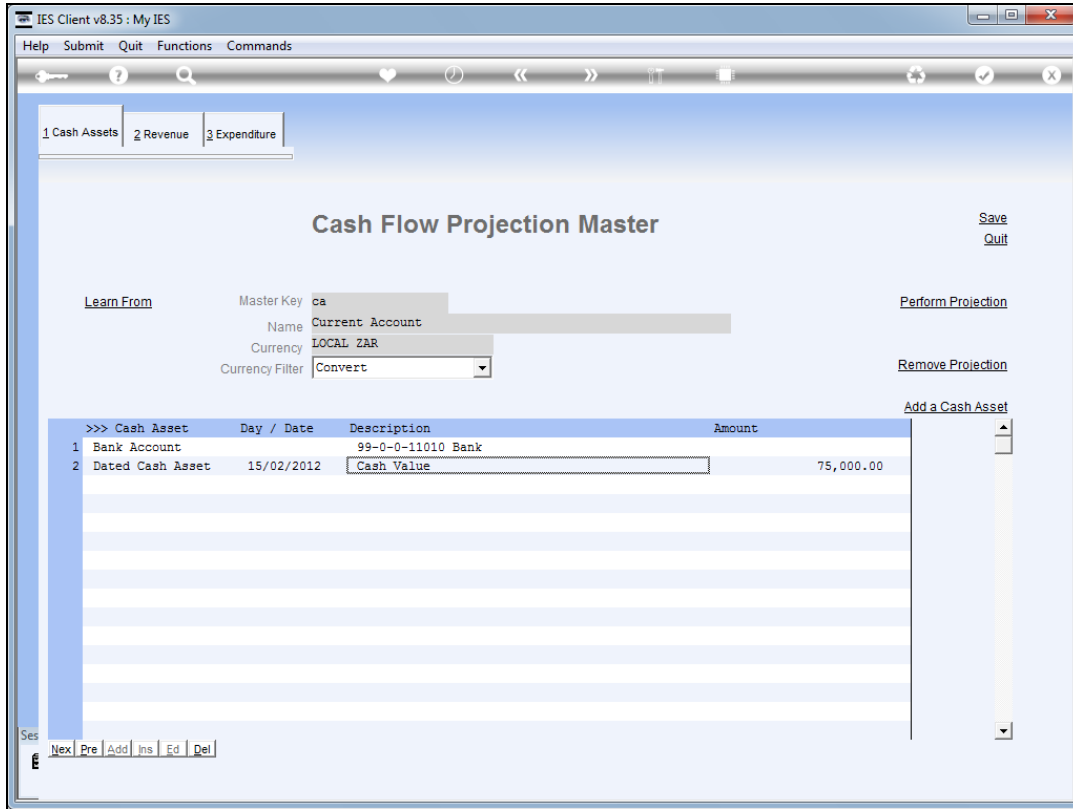 IES Client v8.35 : My IES
Help Submit Quit Functions Commands
1 Cash Assets 2 Revenue 3 Expenditure
Cash Flow Projection Master
Save
Quit
Learn From Master Key ca Perform Projection
Name Current Account
Currency LOCAL ZAR
Currency Filter Convert Remove Projection
Add a Cash Asset
>>> Cash Asset Day / Date Description Amount
1 Bank Account 99-0-0-11010 Bank
2 Dated Cash Asset 15/02/2012 Cash Value 75,000.00
Ses
Nex Pre Add Ins Ed Del